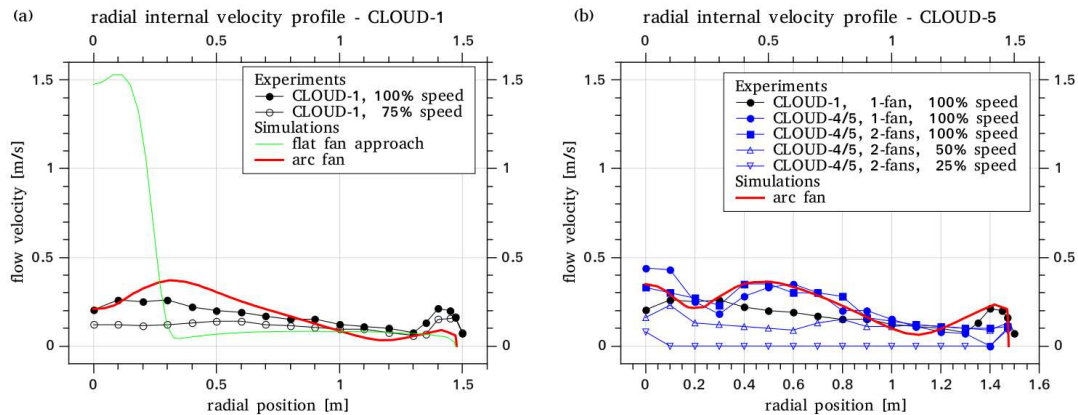 (a)
radial internal velocity profile - CLOUD-1
0 0.5 1 1.5
1.5 1.5
1 1
0.5 0.5
0 0
flow velocity [m/s]
Experiments
CLOUD-1, 100% speed
CLOUD-1, 75% speed
Simulations
flat fan approach
arc fan
0 0.5 1 1.5
radial position [m]
(b)
radial internal velocity profile - CLOUD-5
0 0.5 1 1.5
1.5 1.5
1 1
0.5 0.5
0 0
flow velocity [m/s]
Experiments
CLOUD-1, 1-fan, 100% speed
CLOUD-4/5, 1-fan, 100% speed
CLOUD-4/5, 2-fans, 100% speed
CLOUD-4/5, 2-fans, 50% speed
CLOUD-4/5, 2-fans, 25% speed
Simulations
arc fan
0 0.2 0.4 0.6 0.8 1 1.2 1.4 1.6
radial position [m]